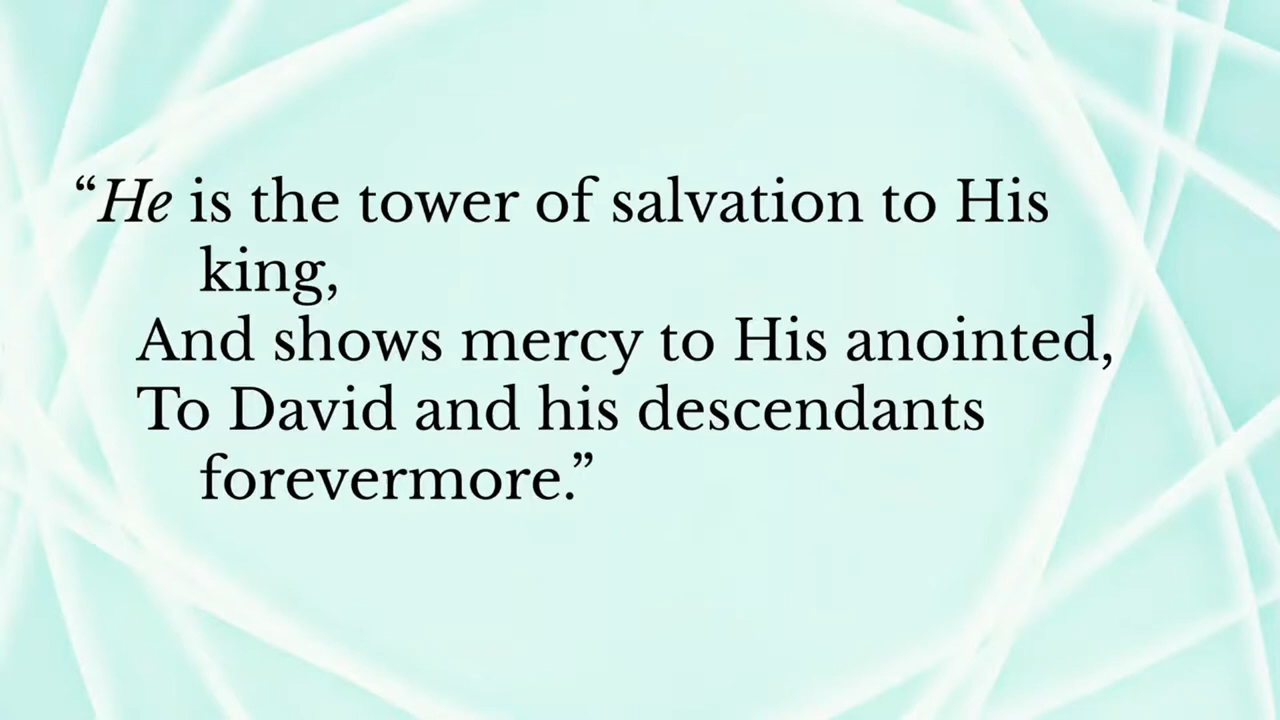 “He is the tower of salvation to His
king,
And shows mercy to His anointed,
To David and his descendants
forevermore.”